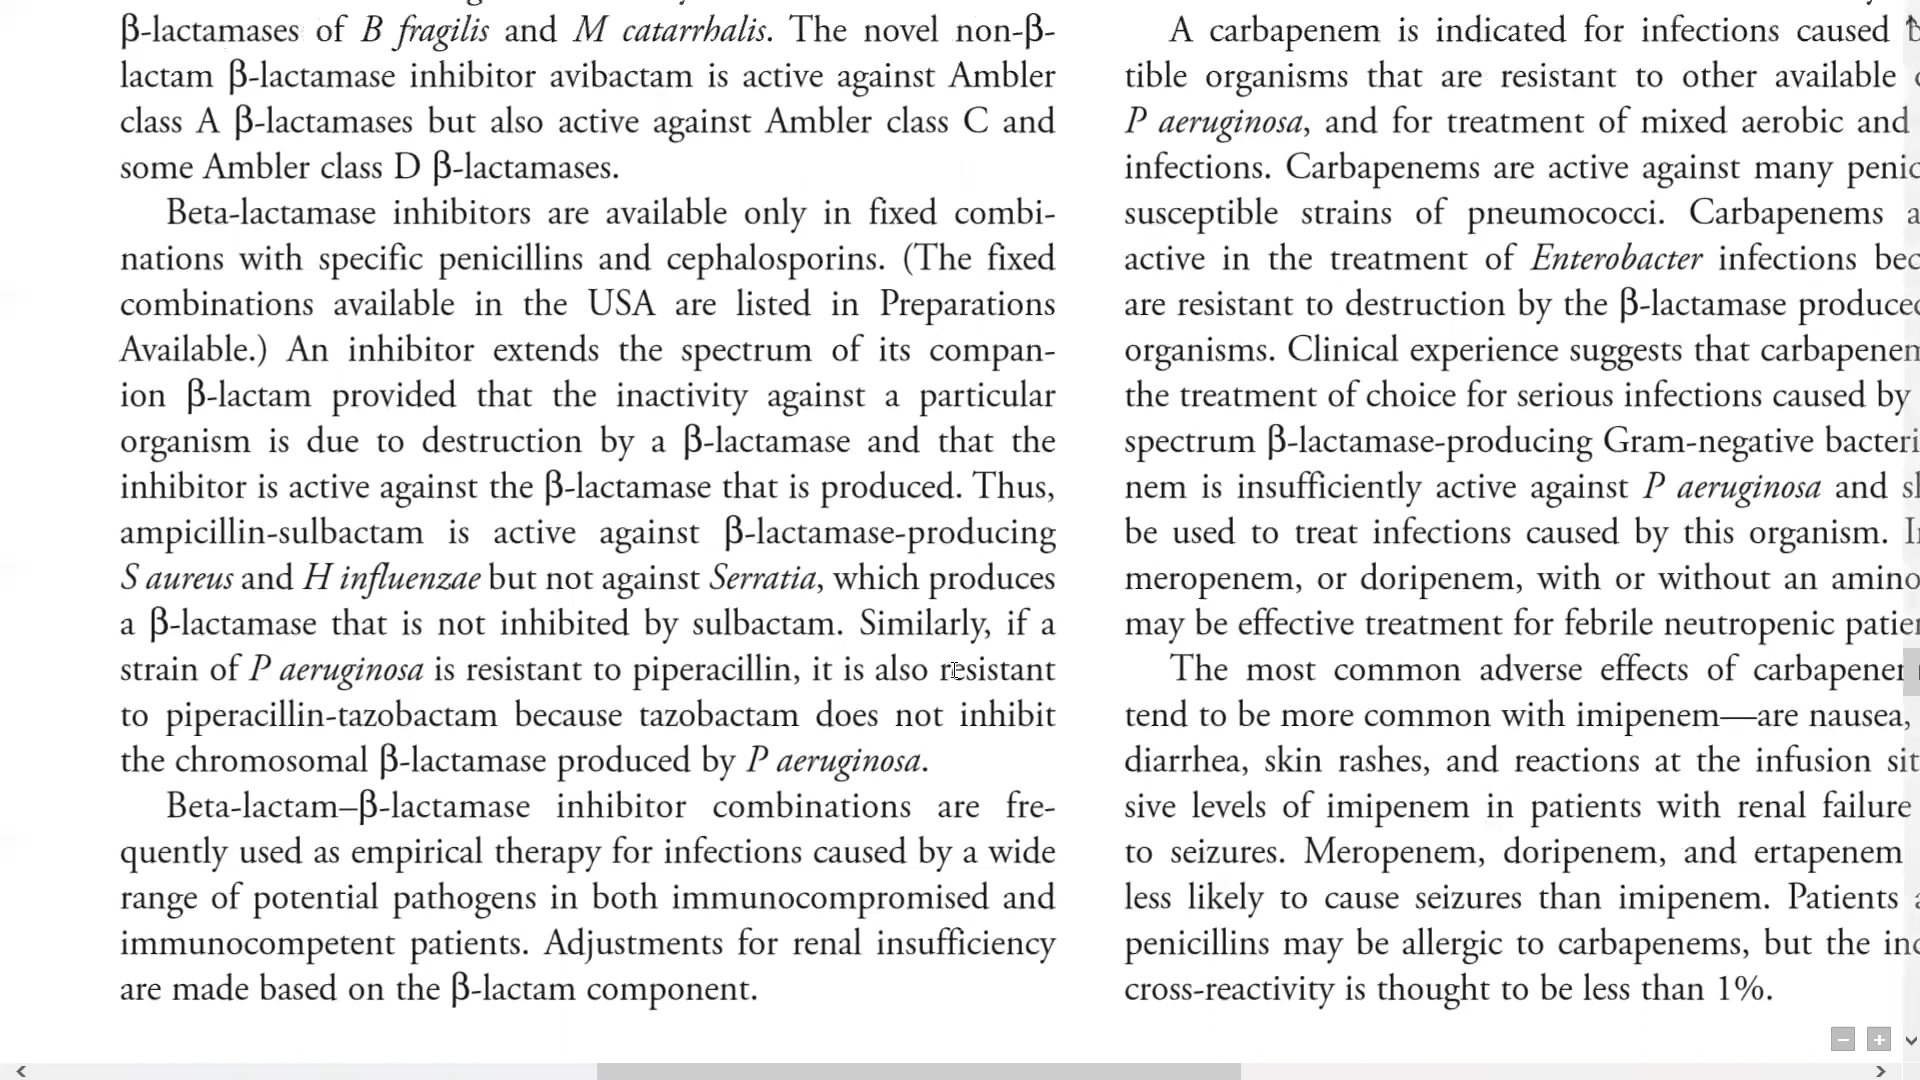 β-lactamases of B fragilis and M catarrhalis. The novel non-β-
lactam β-lactamase inhibitor avibactam is active against Ambler
class A β-lactamases but also active against Ambler class C and
some Ambler class D β-lactamases.
Beta-lactamase inhibitors are available only in fixed combi-
nations with specific penicillins and cephalosporins. (The fixed
combinations available in the USA are listed in Preparations
Available.) An inhibitor extends the spectrum of its compan-
ion β-lactam provided that the inactivity against a particular
organism is due to destruction by a β-lactamase and that the
inhibitor is active against the β-lactamase that is produced. Thus,
ampicillin-sulbactam is active against β-lactamase-producing
S aureus and H influenzae but not against Serratia, which produces
a β-lactamase that is not inhibited by sulbactam. Similarly, if a
strain of P aeruginosa is resistant to piperacillin, it is also resistant
to piperacillin-tazobactam because tazobactam does not inhibit
the chromosomal β-lactamase produced by P aeruginosa.
Beta-lactam–β-lactamase inhibitor combinations are fre-
quently used as empirical therapy for infections caused by a wide
range of potential pathogens in both immunocompromised and
immunocompetent patients. Adjustments for renal insufficiency
are made based on the β-lactam component.
A carbapenem is indicated for infections caused
tible organisms that are resistant to other available
P aeruginosa, and for treatment of mixed aerobic and
infections. Carbapenems are active against many penic
susceptible strains of pneumococci. Carbapenems a
active in the treatment of Enterobacter infections bec
are resistant to destruction by the β-lactamase produced
organisms. Clinical experience suggests that carbapenem
the treatment of choice for serious infections caused by
spectrum β-lactamase-producing Gram-negative bacteri
nem is insufficiently active against P aeruginosa and sh
be used to treat infections caused by this organism. In
meropenem, or doripenem, with or without an amino
may be effective treatment for febrile neutropenic patien
The most common adverse effects of carbapenem
tend to be more common with imipenem—are nausea,
diarrhea, skin rashes, and reactions at the infusion sit
sive levels of imipenem in patients with renal failure
to seizures. Meropenem, doripenem, and ertapenem
less likely to cause seizures than imipenem. Patients a
penicillins may be allergic to carbapenems, but the inc
cross-reactivity is thought to be less than 1%.